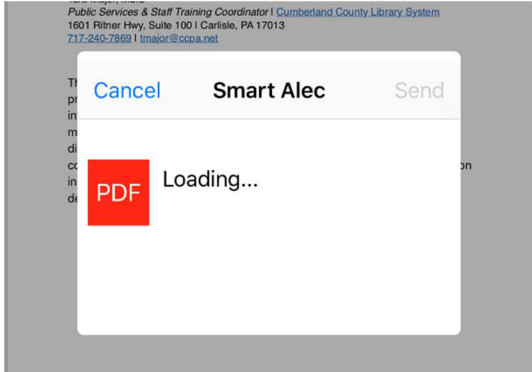 Public Services & Staff Training Coordinator | Cumberland County Library System
1601 Ritner Hwy, Suite 100 | Carlisle, PA 17013
717-240-7869 | tmajor@ccpa.net
Cancel
Smart Alec
Send
PDF
Loading...
in